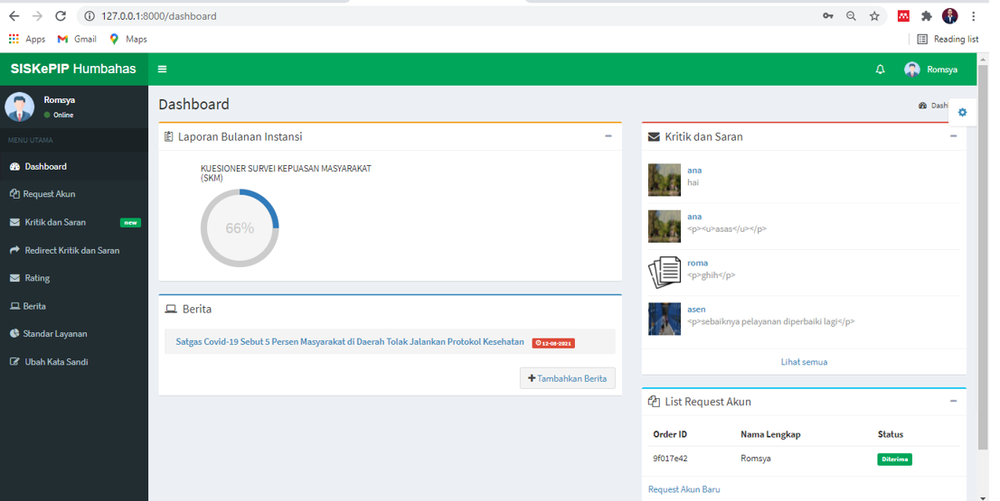 127.0.0.1:8000/dashboard
Apps Gmail Maps Reading list
SISKePIP Humbahas
Romsya
Romsya
Online
MENU UTAMA
Dashboard
Request Akun
Kritik dan Saran new
Redirect Kritik dan Saran
Rating
Berita
Standar Layanan
Ubah Kata Sandi
Dashboard
Dash
Laporan Bulanan Instansi
KUESIONER SURVEI KEPUASAN MASYARAKAT
(SKM)
66%
Berita
Satgas Covid-19 Sebut 5 Persen Masyarakat di Daerah Tolak Jalankan Protokol Kesehatan 12-08-2021
Tambahkan Berita
Kritik dan Saran
ana
hai
ana
<p><u>asas</u></p>
roma
<p>ghih</p>
asen
<p>sebaiknya pelayanan diperbaiki lagi</p>
Lihat semua
List Request Akun
Order ID Nama Lengkap Status
9f017e42 Romsya Diterima
Request Akun Baru